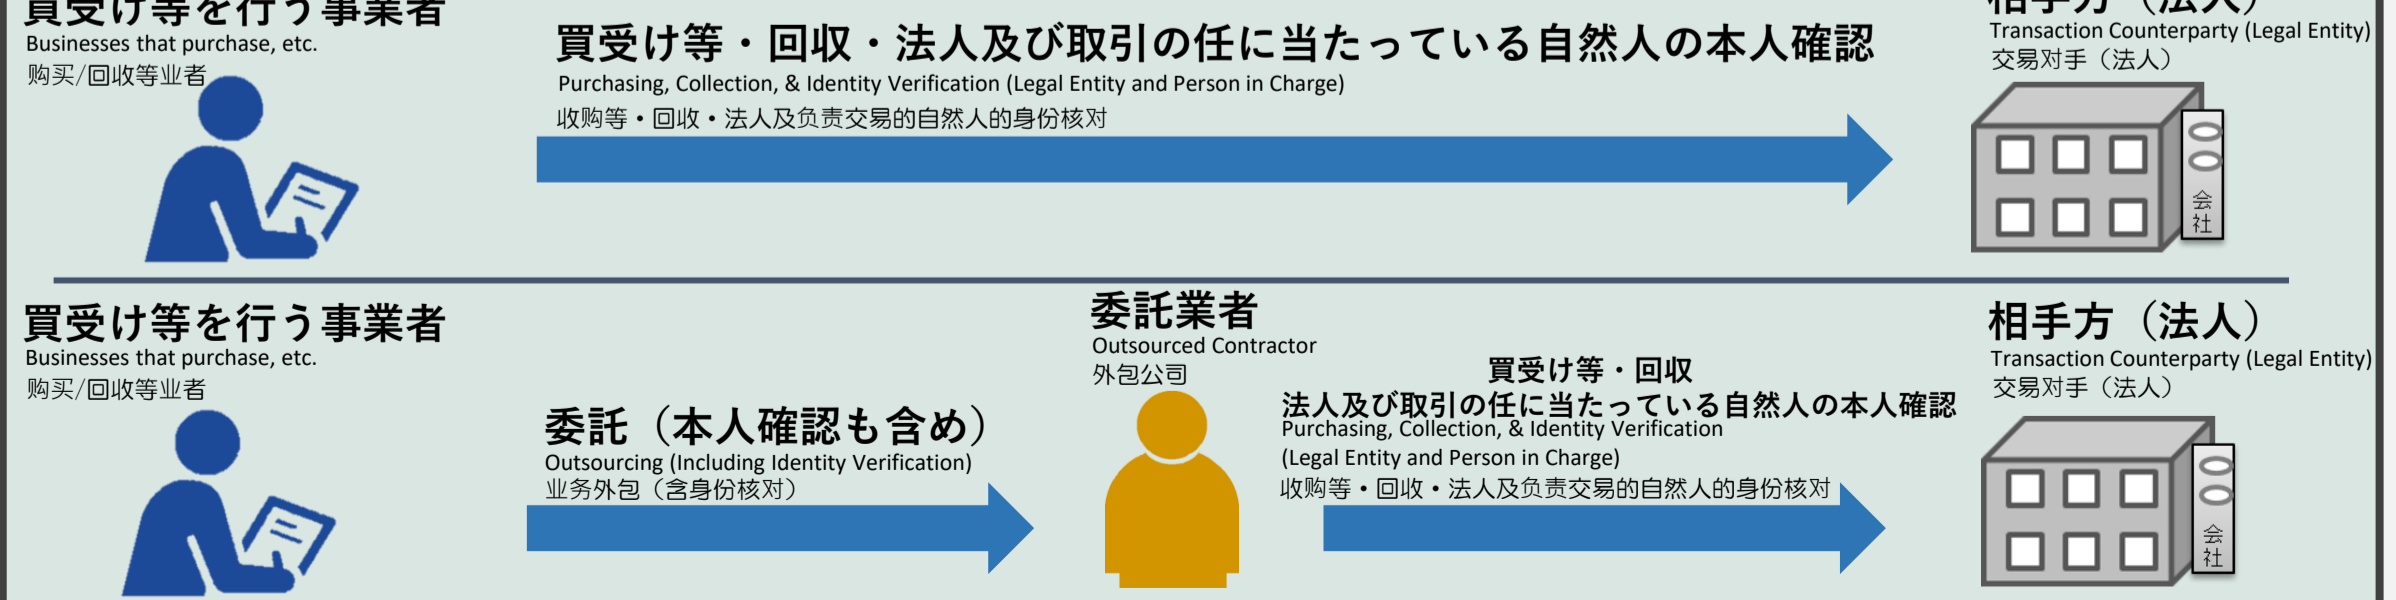 買受け等を行う事業者
Businesses that purchase, etc.
购买/回收等业者
買受け等・回収・法人及び取引の任に当たっている自然人の本人確認
Purchasing, Collection, & Identity Verification (Legal Entity and Person in Charge)
收购等・回收・法人及负责交易的自然人的身份核对
相手方（法人）
Transaction Counterparty (Legal Entity)
交易对手（法人）
会社
買受け等を行う事業者
Businesses that purchase, etc.
购买/回收等业者
委託（本人確認も含め）
Outsourcing (Including Identity Verification)
业务外包（含身份核对）
委託業者
Outsourced Contractor
外包公司
買受け等・回収
法人及び取引の任に当たっている自然人の本人確認
Purchasing, Collection, & Identity Verification
(Legal Entity and Person in Charge)
收购等・回收・法人及负责交易的自然人的身份核对
相手方（法人）
Transaction Counterparty (Legal Entity)
交易对手（法人）
会社